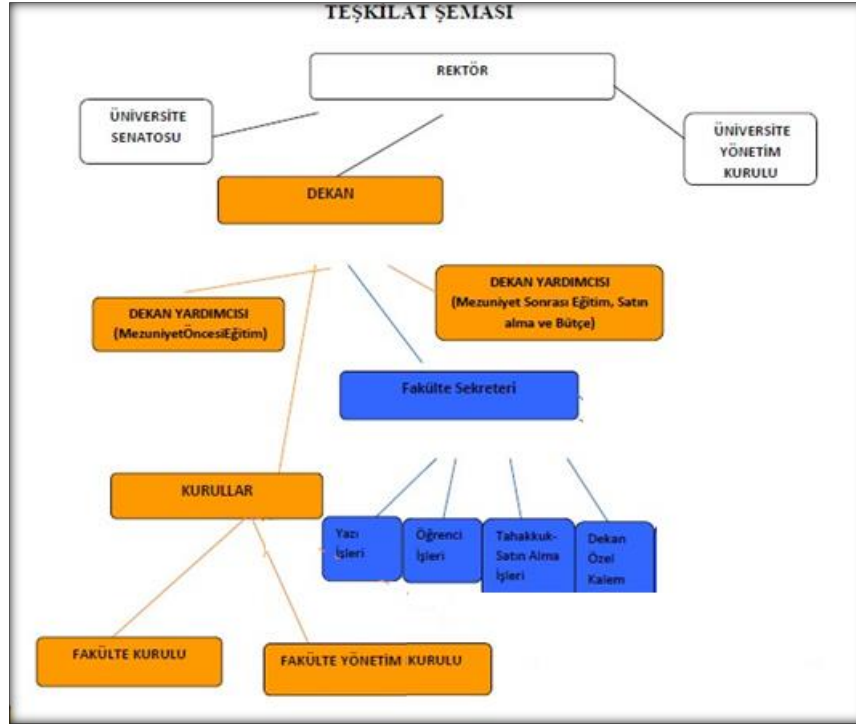 TEŞKİLAT ŞEMASI
REKTÖR
ÜNİVERSİTE
SENATOSU
ÜNİVERSİTE
YÖNETİM
KURULU
DEKAN
DEKAN YARDIMCISI
(MezuniyetÖncesiEğitim)
DEKAN YARDIMCISI
(Mezuniyet Sonrası Eğitim, Satın
alma ve Bütçe)
Fakülte Sekreteri
KURULLAR
Yazı
İşleri
Öğrenci
İşleri
Tahakkuk-
Satın Alma
İşleri
Dekan
Özel
Kalem
FAKÜLTE KURULU
FAKÜLTE YÖNETİM KURULU